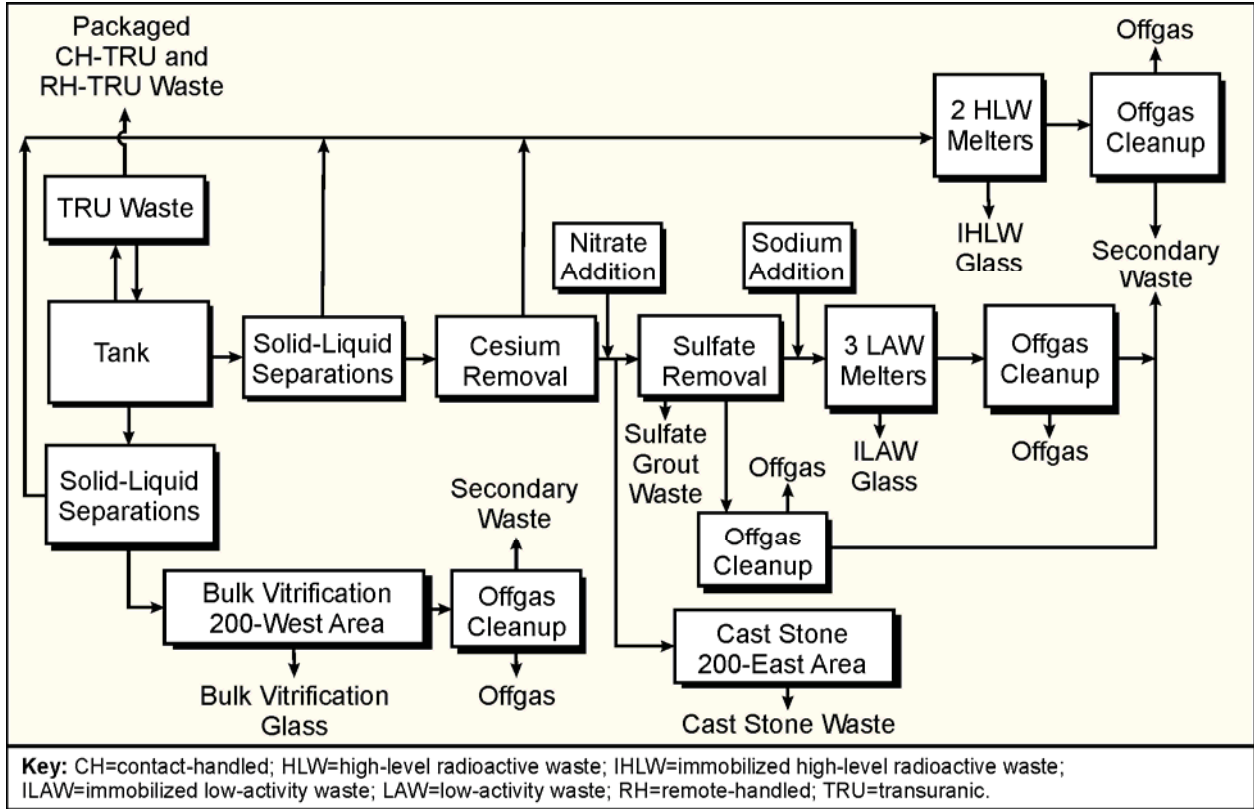 Packaged
CH-TRU and
RH-TRU Waste
Offgas
2 HLW
Melters
Offgas
Cleanup
TRU Waste
IHLW
Glass
Secondary
Waste
Nitrate
Addition
Sodium
Addition
Tank
Solid-Liquid
Separations
Cesium
Removal
Sulfate
Removal
3 LAW
Melters
Offgas
Cleanup
Sulfate
Grout
Waste
ILAW
Glass
Offgas
Solid-Liquid
Separations
Secondary
Waste
Offgas
Offgas
Cleanup
Bulk Vitrification
200-West Area
Offgas
Cleanup
Cast Stone
200-East Area
Bulk Vitrification
Glass
Offgas
Cast Stone Waste
Key: CH=contact-handled; HLW=high-level radioactive waste; IHLW=immobilized high-level radioactive waste;
ILAW=immobilized low-activity waste; LAW=low-activity waste; RH=remote-handled; TRU=transuranic.